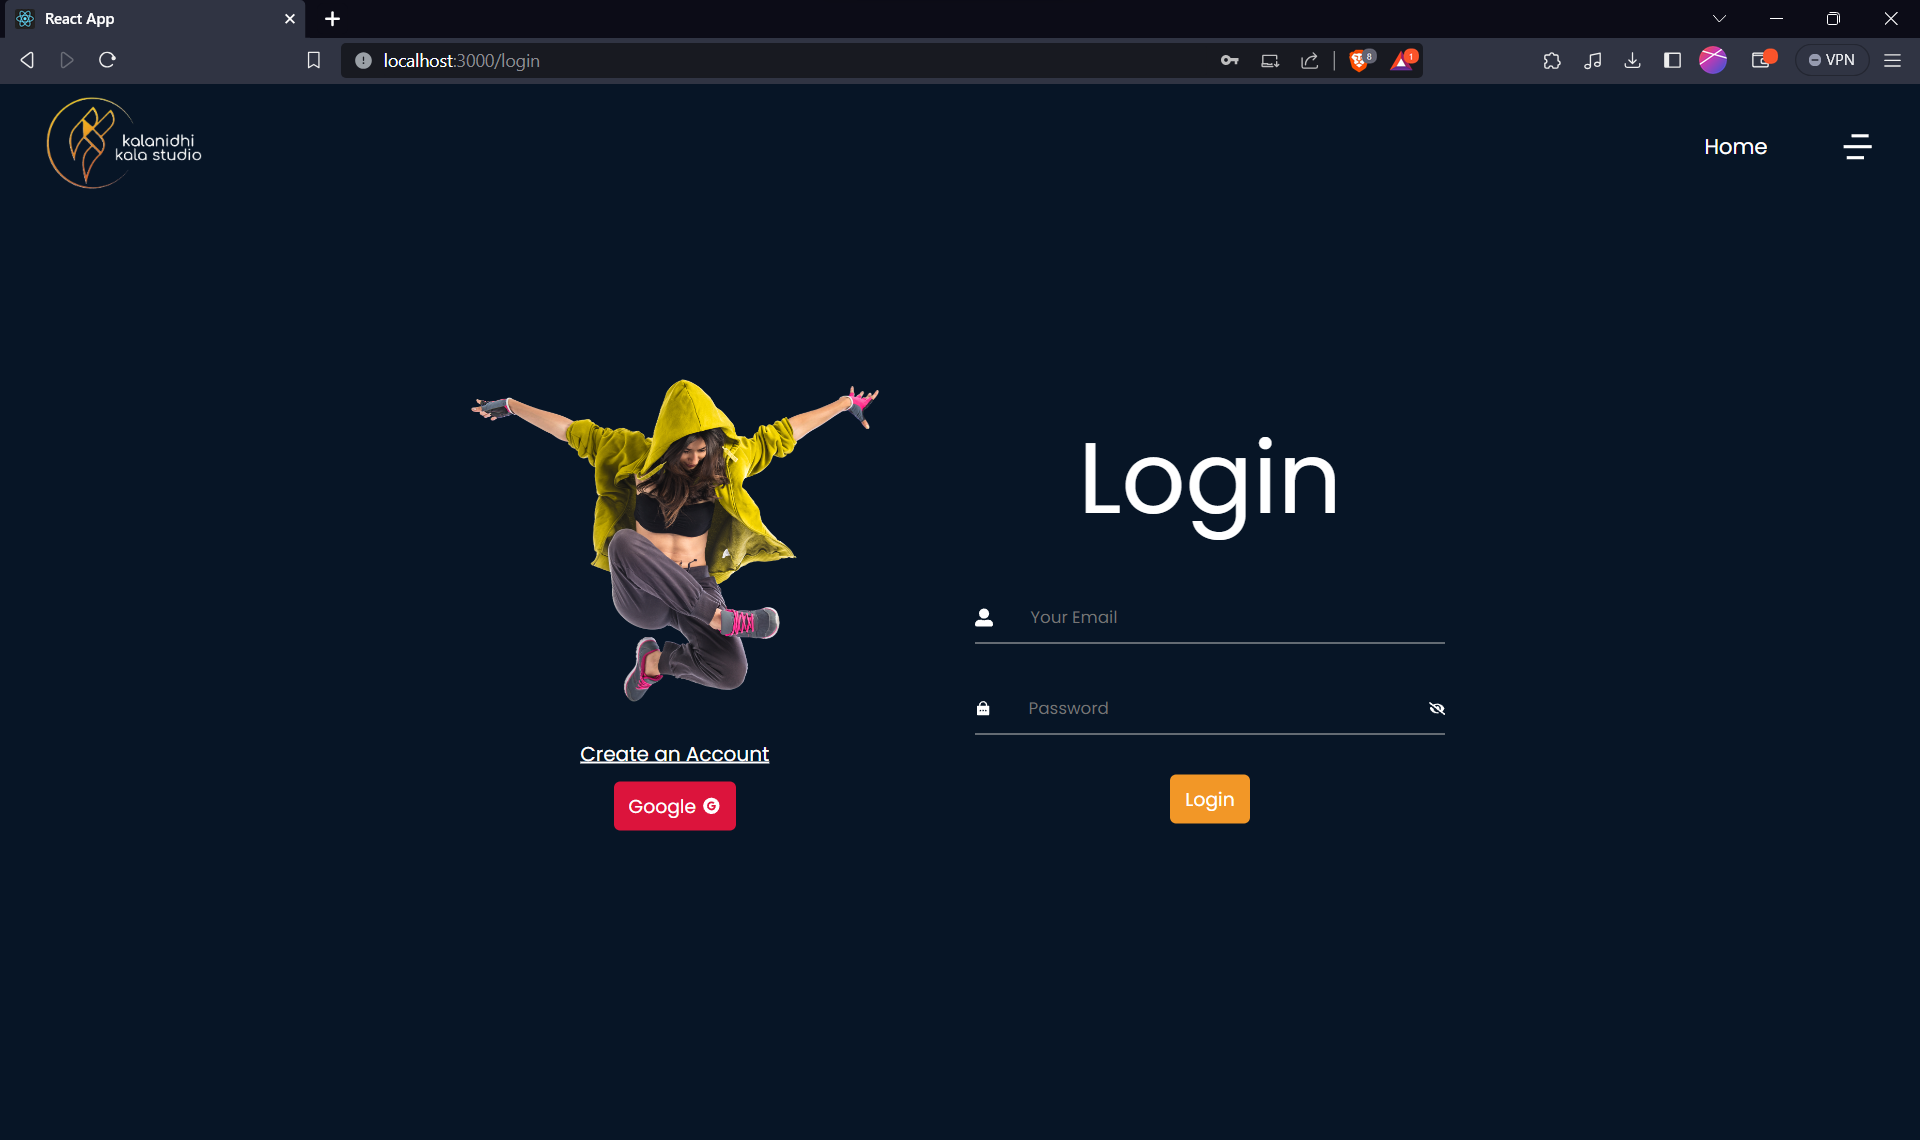 React App
localhost:3000/login
8
1
VPN
kalanidhi
kala studio
Home
Login
Your Email
Password
Create an Account
Google G
Login